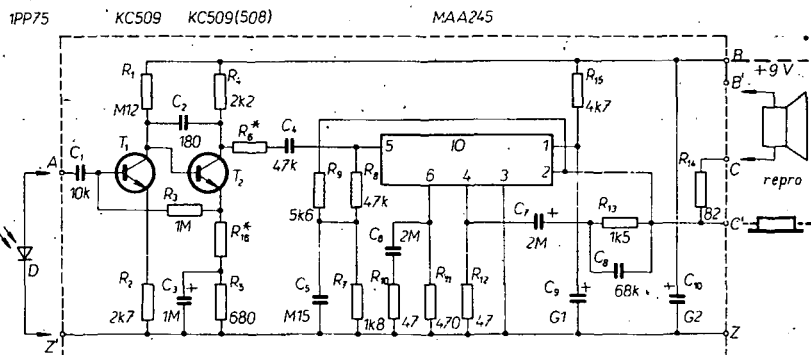 1PP75 KC509 KC509(508) MAA245
R1 M12
R4 2k2
C2 180
T1
T2
R6*
C4 47k
A
C1 10k
R3 1M
R16*
R2 2k7
C3 1M
R5 680
D
Z'
R9 5k6
R8 47k
C5 M15
R7 1k8
5 IO 1
2
6 4 3
C6 2M
R10 47
R11 470
R12 47
C7 2M
R13 1k5
C8 68k
R15 4k7
C9 G1
C10 G2
R14 82
B +9V
B'
C
C'
Z
repro